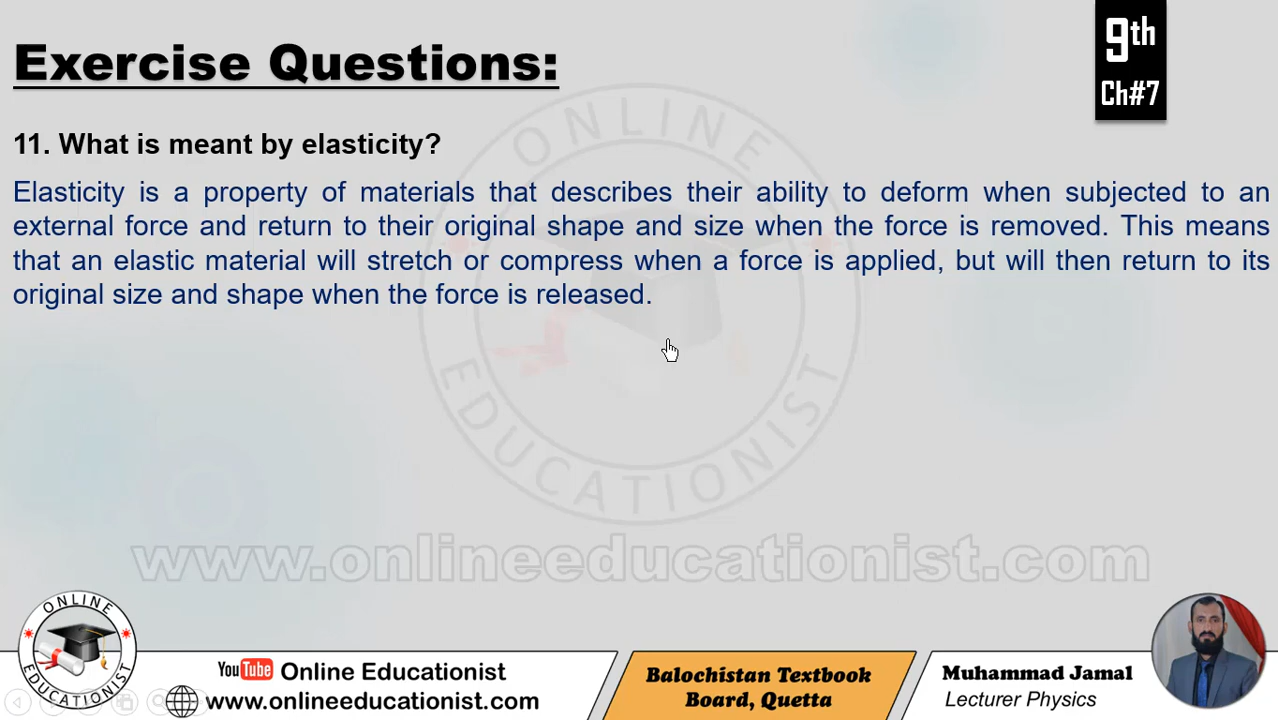 Exercise Questions:
9th
Ch#7
11. What is meant by elasticity?
Elasticity is a property of materials that describes their ability to deform when subjected to an
external force and return to their original shape and size when the force is removed. This means
that an elastic material will stretch or compress when a force is applied, but will then return to its
original size and shape when the force is released.
ONLINE
EDUCATIONIST
www.onlineeducationist.com
ONLINE
EDUCATIONIST
YouTube Online Educationist
www.onlineeducationist.com
Balochistan Textbook
Board, Quetta
Muhammad Jamal
Lecturer Physics